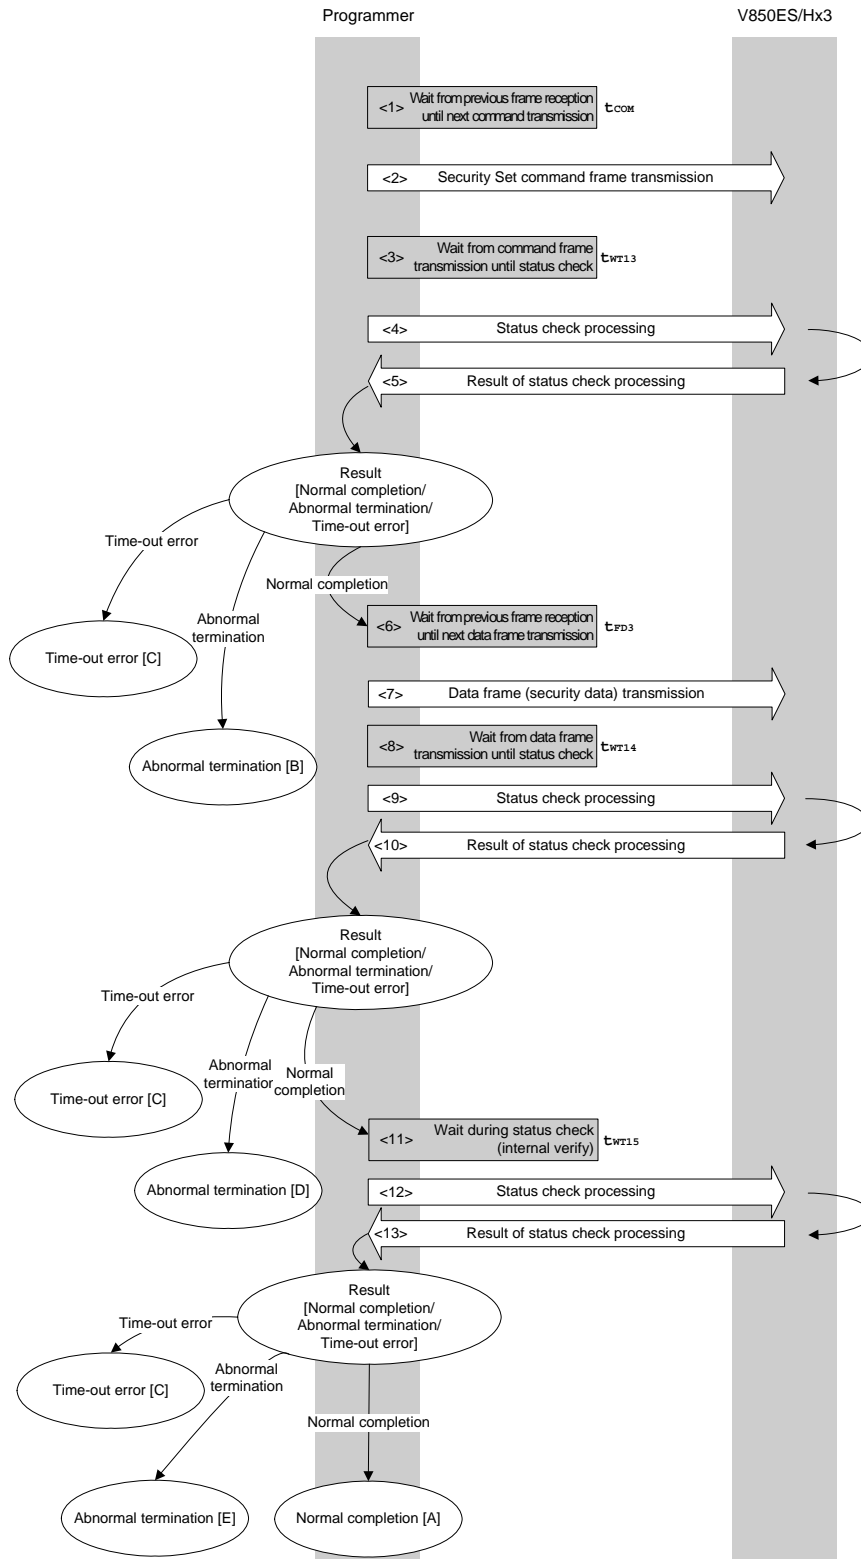 Programmer
V850ES/Hx3
<1> Wait from previous frame reception
until next command transmission
tCOM
<2> Security Set command frame transmission
<3> Wait from command frame
transmission until status check
tWT13
<4> Status check processing
<5> Result of status check processing
Result
[Normal completion/
Abnormal termination/
Time-out error]
Time-out error
Normal completion
Abnormal
termination
<6> Wait from previous frame reception
until next data frame transmission
tFD3
Time-out error [C]
<7> Data frame (security data) transmission
<8> Wait from data frame
transmission until status check
tWT14
Abnormal termination [B]
<9> Status check processing
<10> Result of status check processing
Result
[Normal completion/
Abnormal termination/
Time-out error]
Time-out error
Abnormal
termination
Normal
completion
Time-out error [C]
<11> Wait during status check
(internal verify)
tWT15
Abnormal termination [D]
<12> Status check processing
<13> Result of status check processing
Result
[Normal completion/
Abnormal termination/
Time-out error]
Time-out error
Abnormal
termination
Time-out error [C]
Normal completion
Abnormal termination [E]
Normal completion [A]